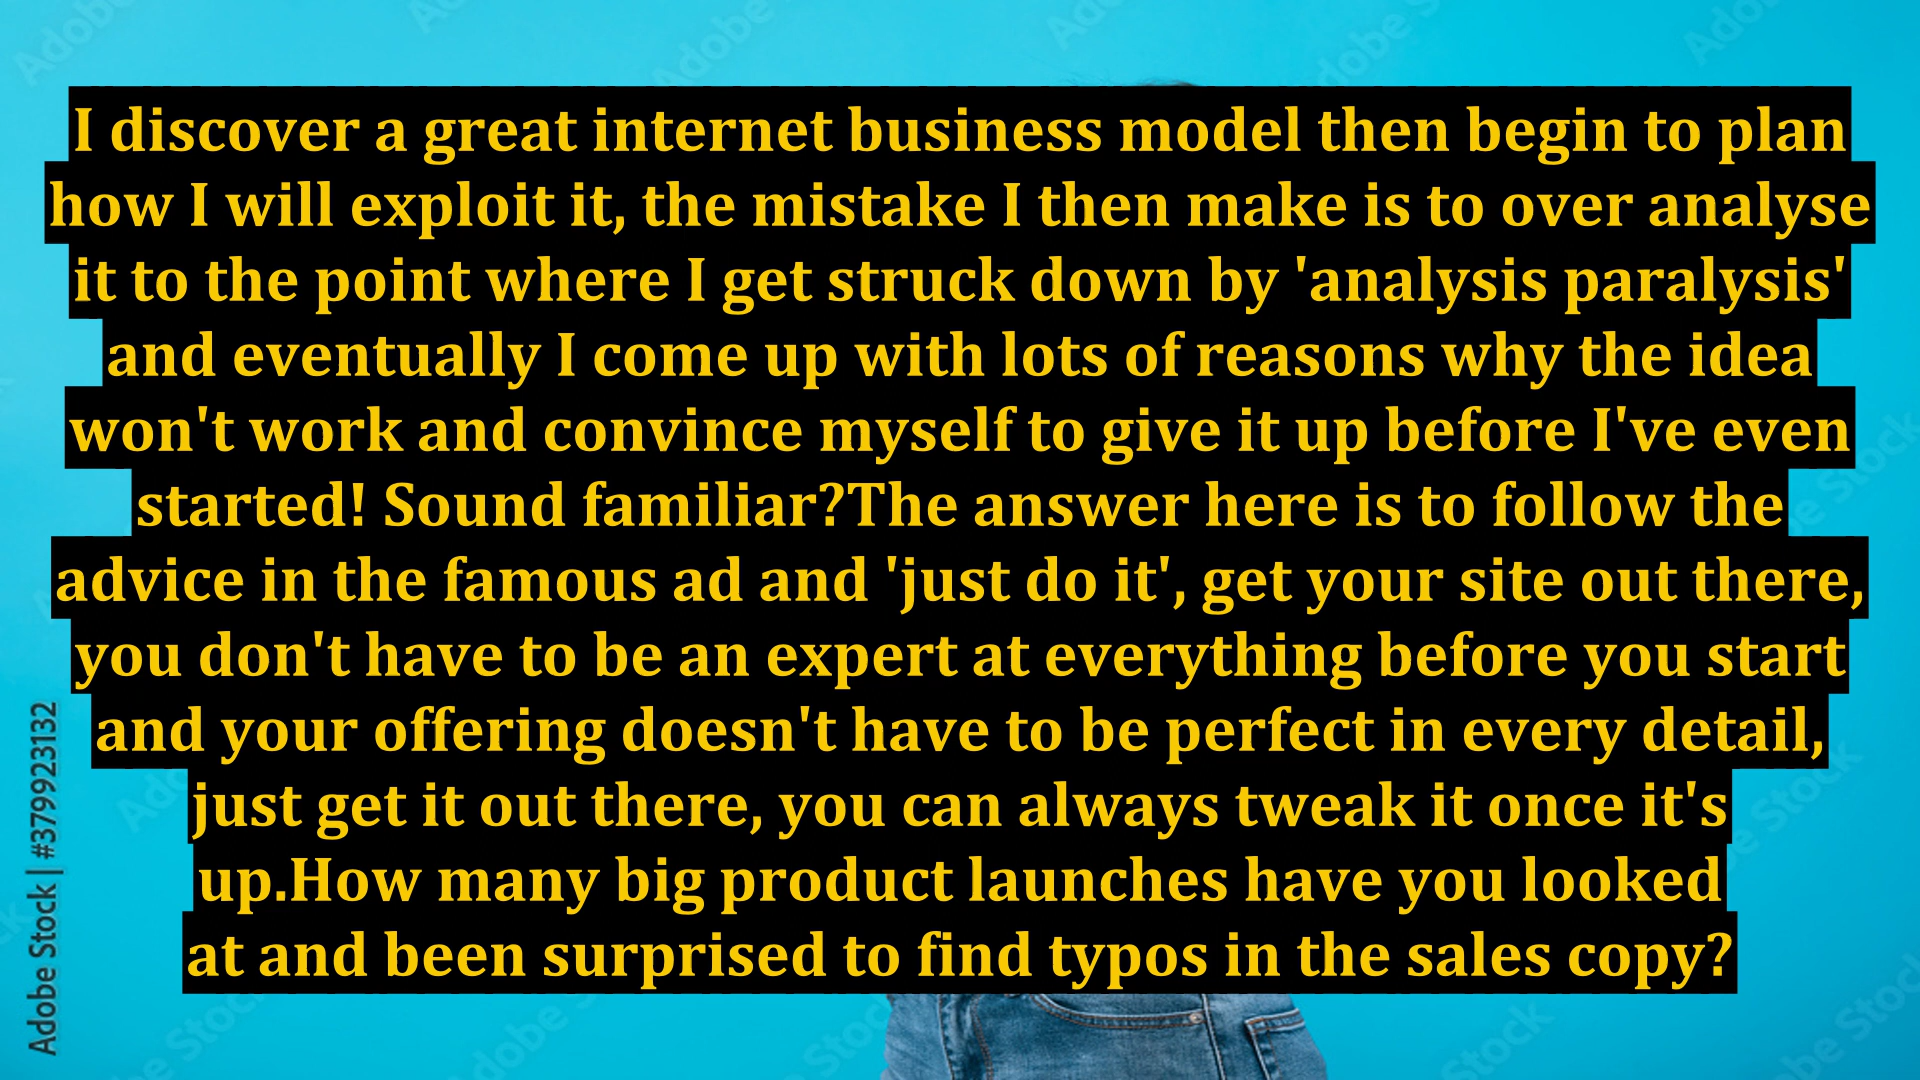 I discover a great internet business model then begin to plan
how I will exploit it, the mistake I then make is to over analyse
it to the point where I get struck down by 'analysis paralysis'
and eventually I come up with lots of reasons why the idea
won't work and convince myself to give it up before I've even
started! Sound familiar?The answer here is to follow the
advice in the famous ad and 'just do it', get your site out there,
you don't have to be an expert at everything before you start
and your offering doesn't have to be perfect in every detail,
just get it out there, you can always tweak it once it's
up.How many big product launches have you looked
at and been surprised to find typos in the sales copy?
Adobe Stock | #379923132